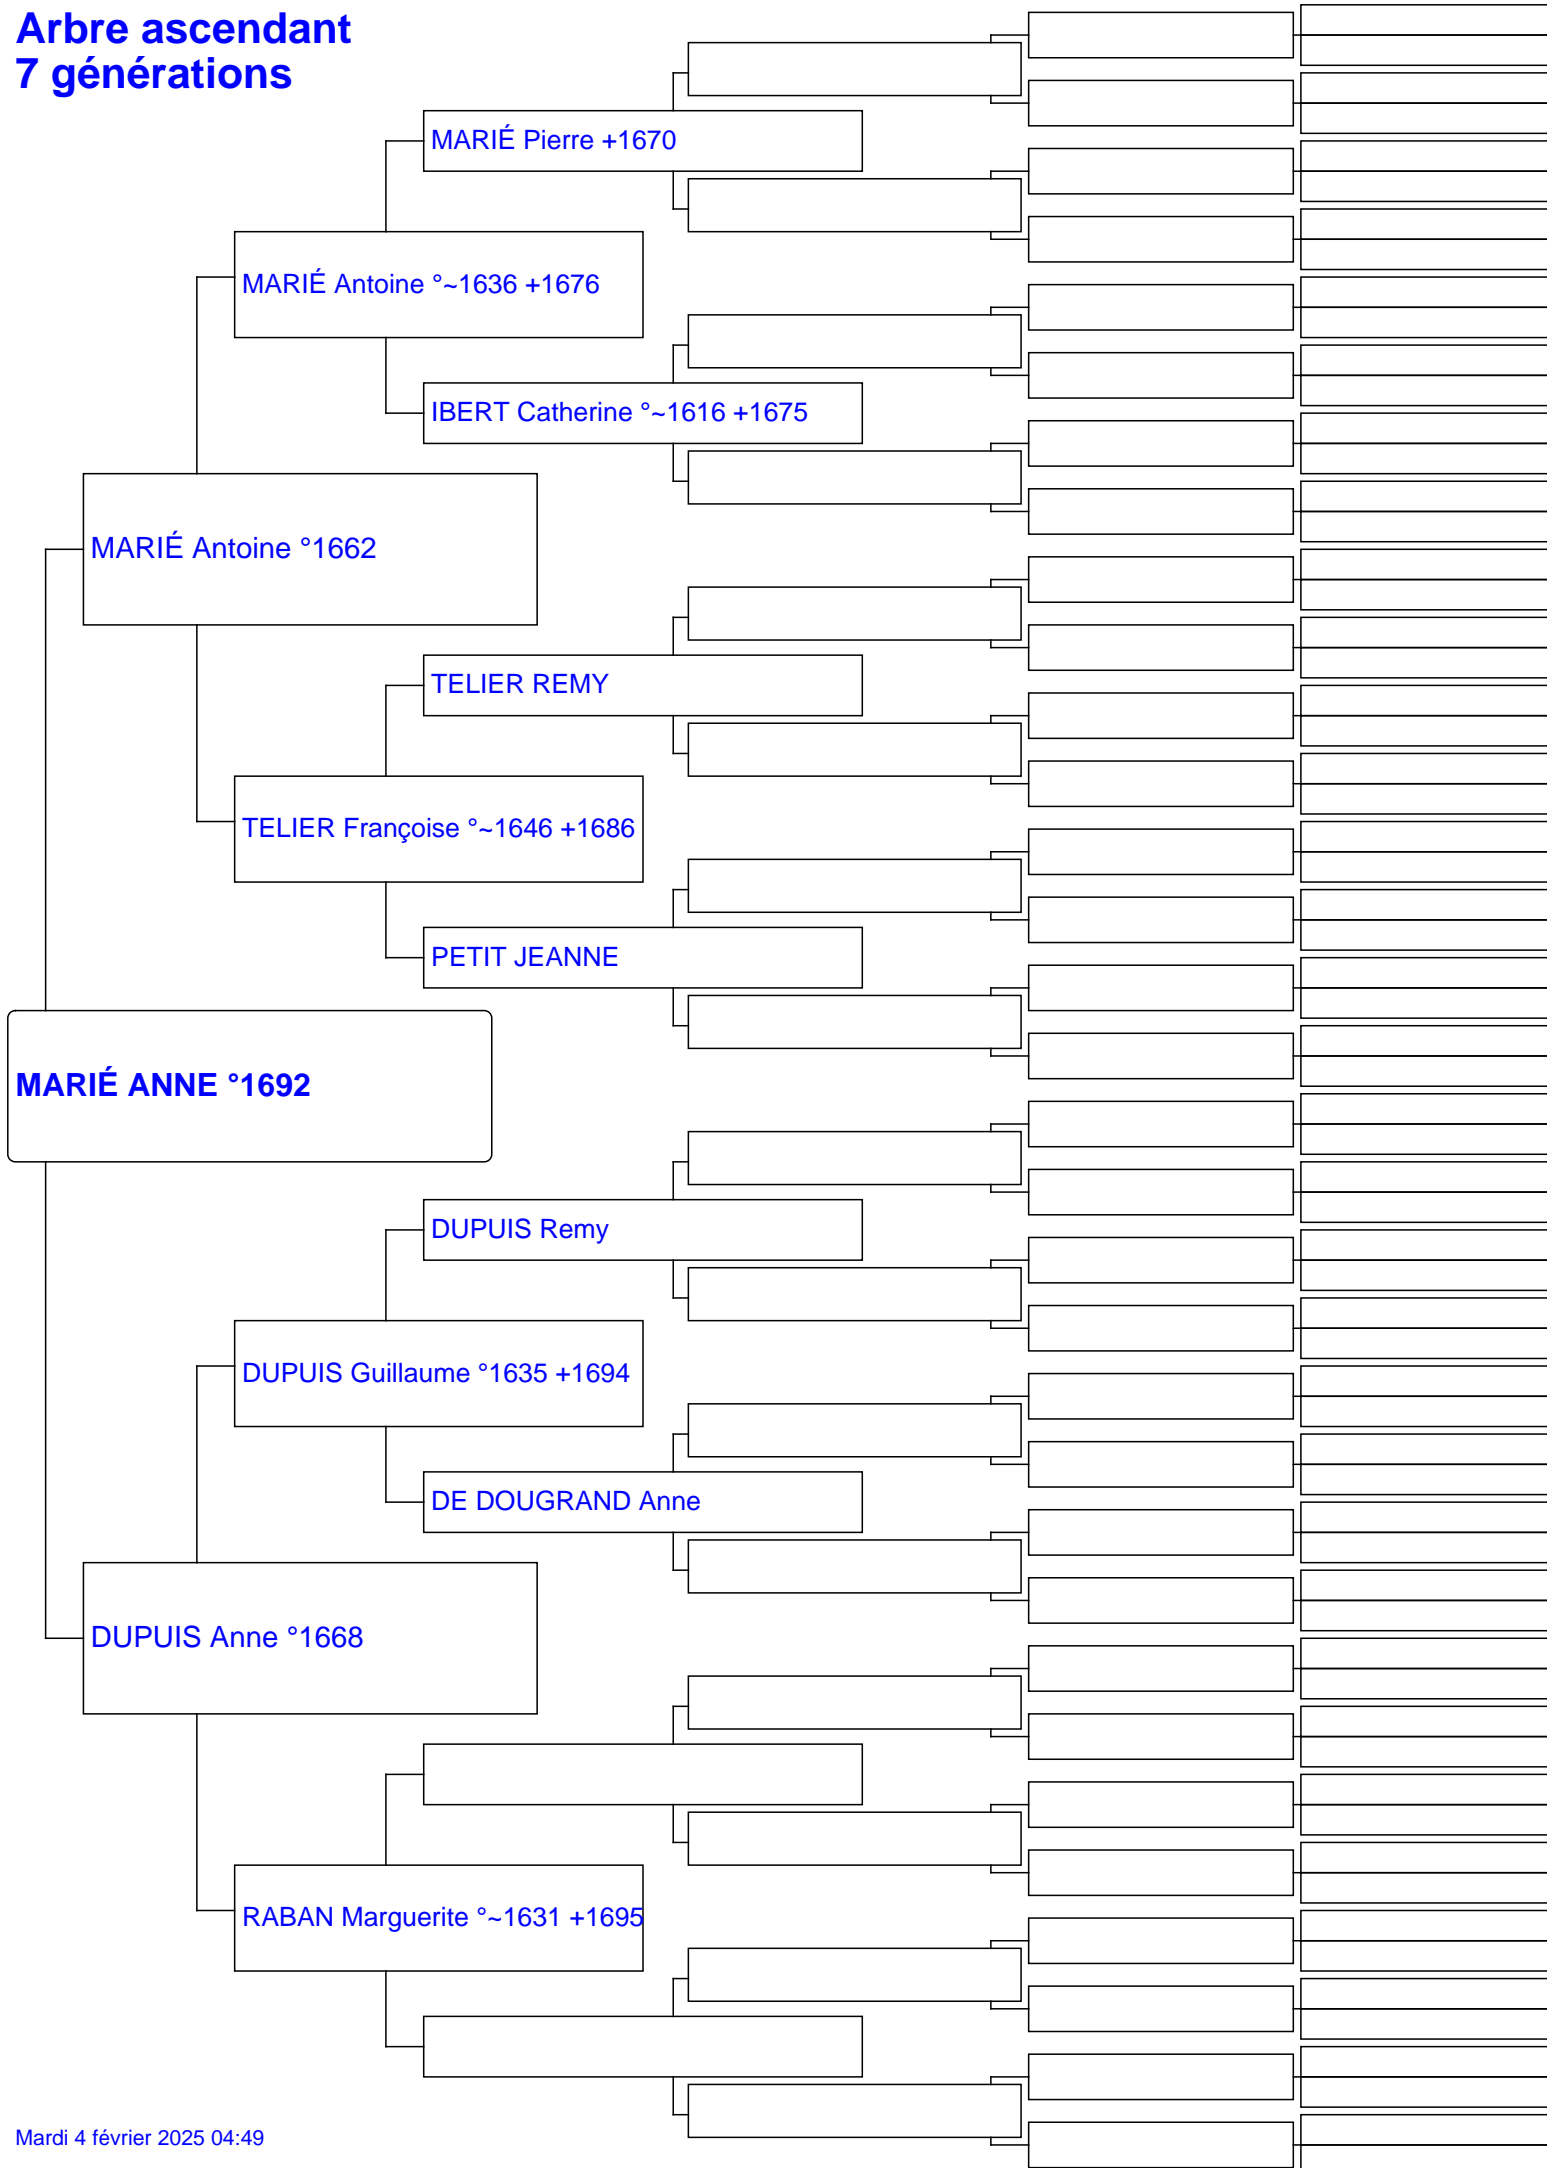 Arbre ascendant
7 générations
MARIÉ Pierre +1670
MARIÉ Antoine °~1636 +1676
IBERT Catherine °~1616 +1675
MARIÉ Antoine °1662
TELIER REMY
TELIER Françoise °~1646 +1686
PETIT JEANNE
MARIÉ ANNE °1692
DUPUIS Remy
DUPUIS Guillaume °1635 +1694
DE DOUGRAND Anne
DUPUIS Anne °1668
RABAN Marguerite °~1631 +1695
Mardi 4 février 2025 04:49